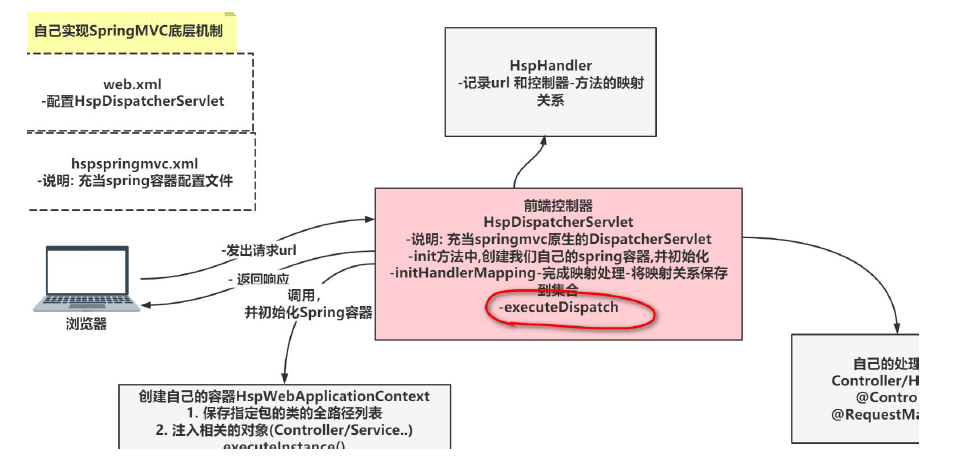 自己实现SpringMVC底层机制
web.xml
-配置HspDispatcherServlet
hspspringmvc.xml
-说明: 充当spring容器配置文件
HspHandler
-记录url 和控制器-方法的映射
关系
前端控制器
HspDispatcherServlet
-说明: 充当springmvc原生的DispatcherServlet
-init方法中,创建我们自己的spring容器,并初始化
-initHandlerMapping-完成映射处理-将映射关系保存
到集合
-executeDispatch
-发出请求url
- 返回响应
浏览器
调用，
并初始化Spring容器
创建自己的容器HspWebApplicationContext
1. 保存指定包的类的全路径列表
2. 注入相关的对象(Controller/Service..)
executeInstance()
自己的处理
Controller/H
@Contro
@RequestMa